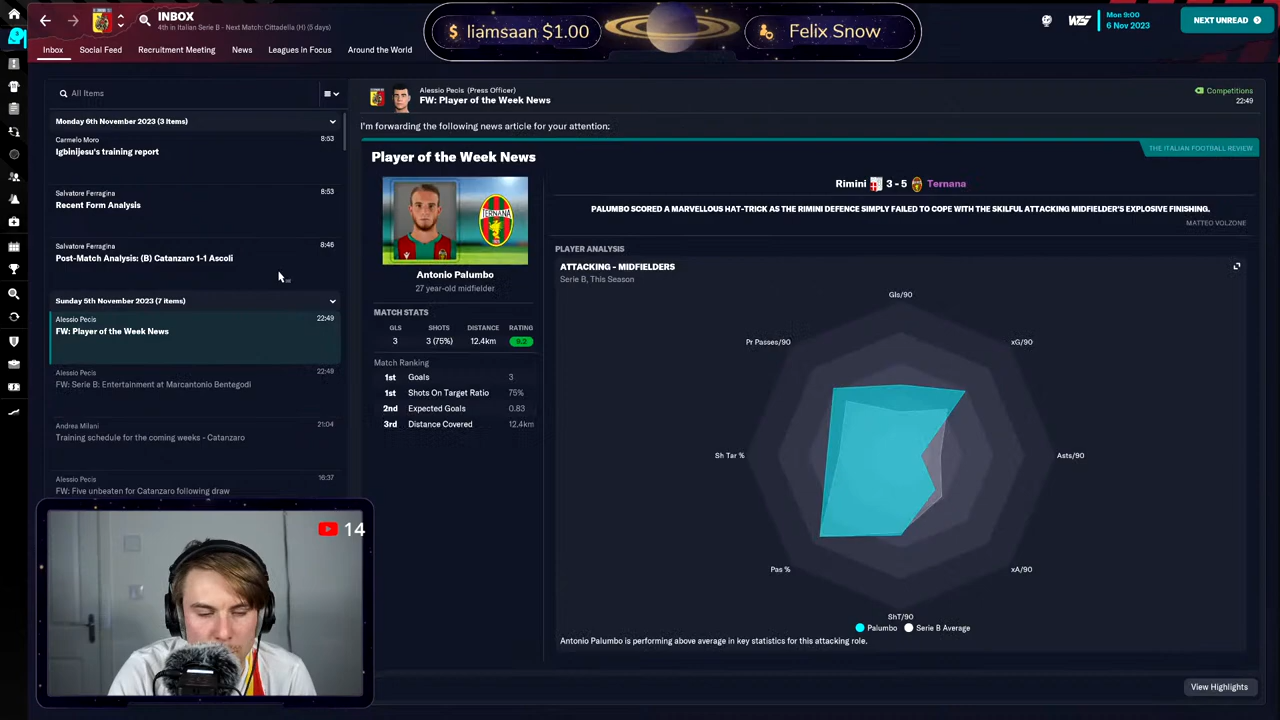 INBOX
4th in Italian Serie B - Next Match: Cittadella (H) (5 days)
liamsaan $1.00
Felix Snow
Mon 9:00
6 Nov 2023
NEXT UNREAD
Inbox
Social Feed
Recruitment Meeting
News
Leagues in Focus
Around the World
All Items
Monday 6th November 2023 (3 Items)
Carmelo Moro
8:53
Igbinijesu's training report
Salvatore Ferragina
8:53
Recent Form Analysis
Salvatore Ferragina
8:46
Post-Match Analysis: (B) Catanzaro 1-1 Ascoli
Sunday 5th November 2023 (7 items)
Alessio Pecis
22:49
FW: Player of the Week News
Alessio Pecis
22:49
FW: Serie B: Entertainment at Marcantonio Bentegodi
Andrea Milani
21:04
Training schedule for the coming weeks - Catanzaro
Alessio Pecis
16:37
FW: Five unbeaten for Catanzaro following draw
14
Alessio Pecis (Press Officer)
FW: Player of the Week News
Competitions
22:49
I'm forwarding the following news article for your attention:
THE ITALIAN FOOTBALL REVIEW
Player of the Week News
TERNANA
Antonio Palumbo
27 year-old midfielder
MATCH STATS
GLS SHOTS DISTANCE RATING
3 3 (75%) 12.4km 9.2
Match Ranking
1st Goals 3
1st Shots On Target Ratio 75%
2nd Expected Goals 0.83
3rd Distance Covered 12.4km
Rimini 3 - 5 Ternana
PALUMBO SCORED A MARVELLOUS HAT-TRICK AS THE RIMINI DEFENCE SIMPLY FAILED TO COPE WITH THE SKILFUL ATTACKING MIDFIELDER'S EXPLOSIVE FINISHING.
MATTEO VOLZONE
PLAYER ANALYSIS
ATTACKING - MIDFIELDERS
Serie B, This Season
Gls/90
Pr Passes/90
xG/90
Sh Tar %
Asts/90
Pas %
xA/90
ShT/90
Palumbo
Serie B Average
Antonio Palumbo is performing above average in key statistics for this attacking role.
View Highlights